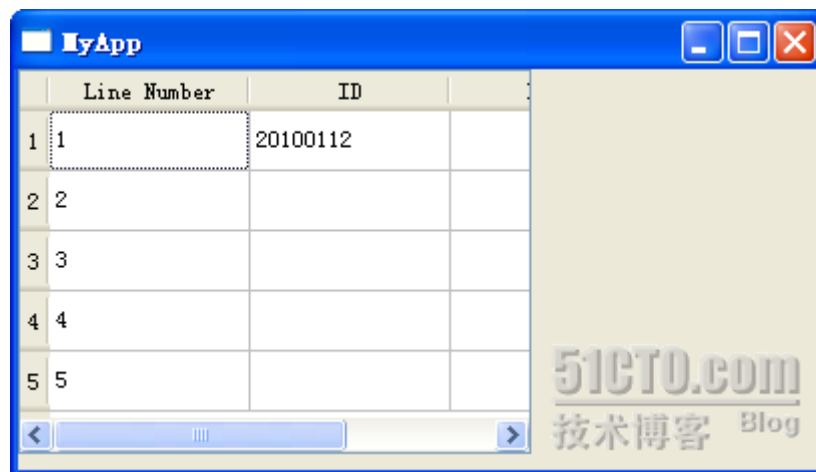 MyApp
Line Number ID
1 1 20100112
2 2
3 3
4 4
5 5
51CTO.com
技术博客 Blog